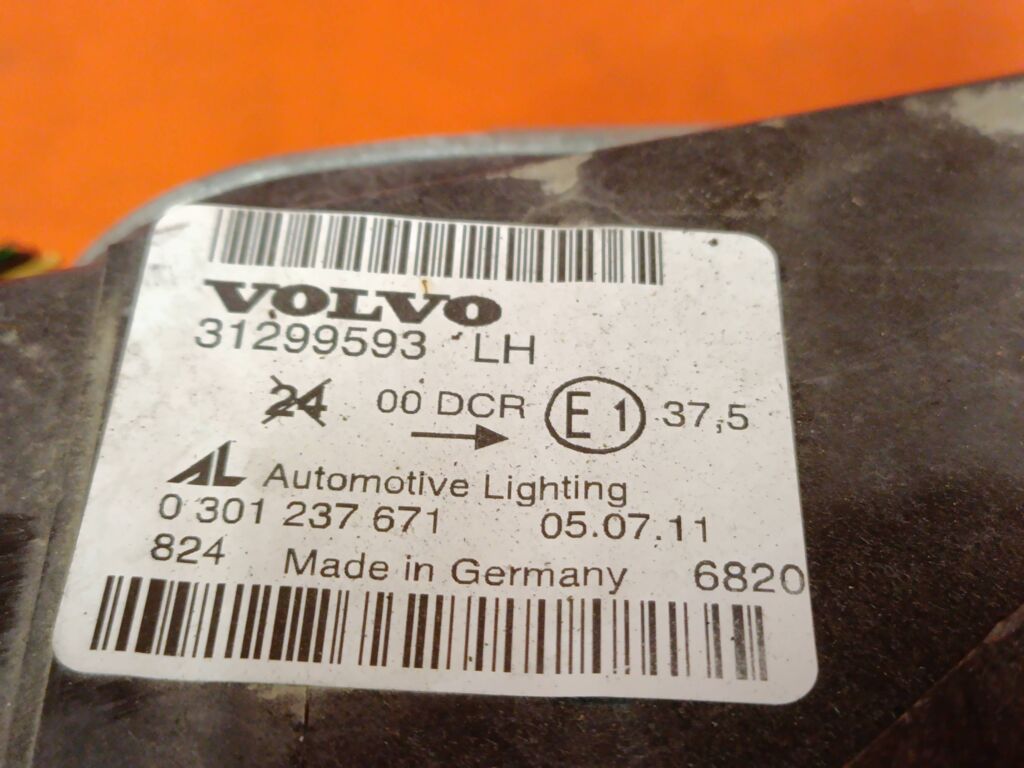 VOLVO
31299593 LH
24 00 DCR → E1 37,5
AL Automotive Lighting
0 301 237 671 05.07.11
824 Made in Germany 6820